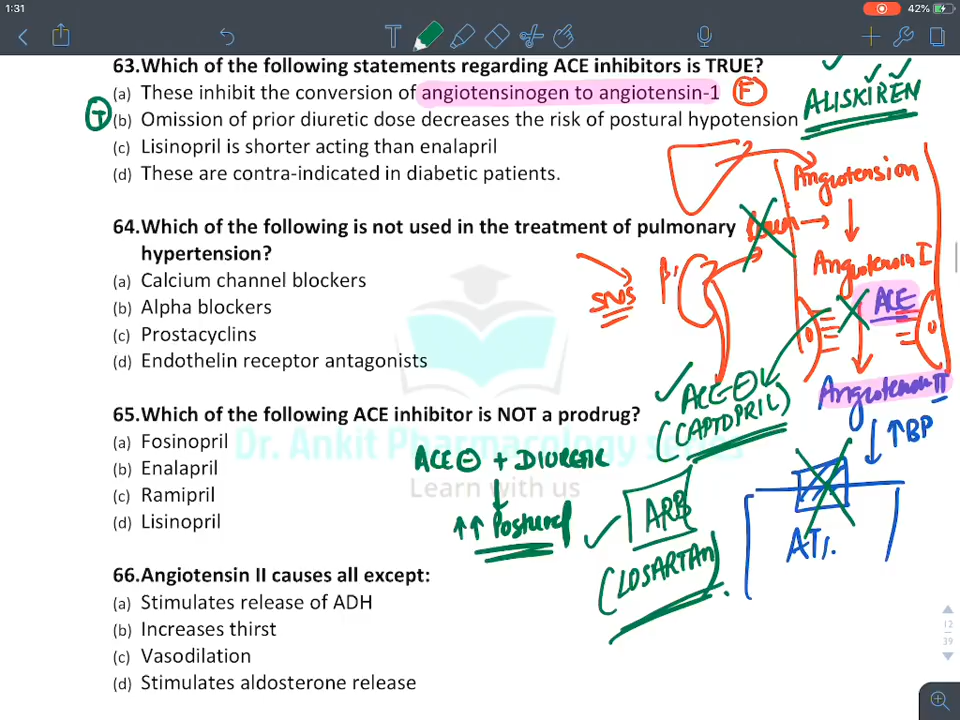 1:31
42%
T
63.Which of the following statements regarding ACE inhibitors is TRUE?
(a) These inhibit the conversion of angiotensinogen to angiotensin-1 F
T (b) Omission of prior diuretic dose decreases the risk of postural hypotension
(c) Lisinopril is shorter acting than enalapril
(d) These are contra-indicated in diabetic patients.
ALISKIREN
64.Which of the following is not used in the treatment of pulmonary
hypertension?
(a) Calcium channel blockers
(b) Alpha blockers
(c) Prostacyclins
(d) Endothelin receptor antagonists
Angiotension
Angiotensin I
ACE
SNS
β1
Angiotensin II
↑BP
ACE⊖
(CAPTOPRIL)
65.Which of the following ACE inhibitor is NOT a prodrug?
(a) Fosinopril
(b) Enalapril
(c) Ramipril
(d) Lisinopril
Dr. Ankit Pharmacology series
Learn with us
ACE⊖ + DIURETIC
↑↑ Postural
ARB
(LOSARTAN)
AT1.
66.Angiotensin II causes all except:
(a) Stimulates release of ADH
(b) Increases thirst
(c) Vasodilation
(d) Stimulates aldosterone release
12
39